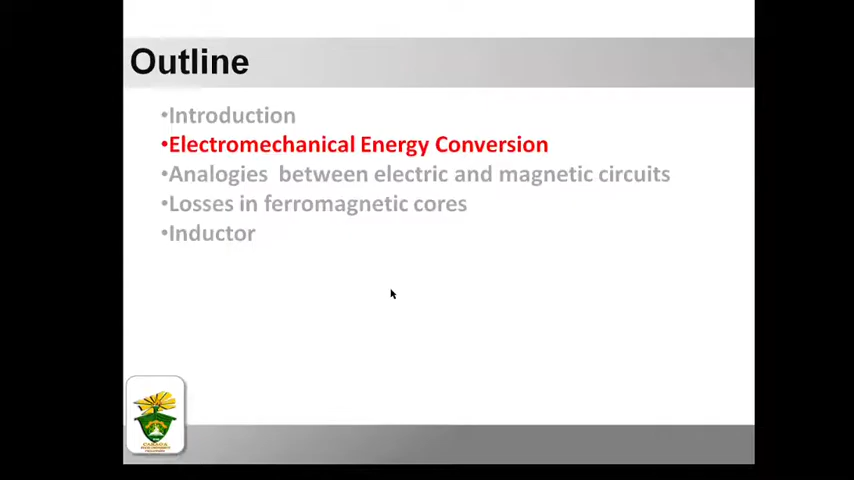 Outline
•Introduction
•Electromechanical Energy Conversion
•Analogies  between electric and magnetic circuits
•Losses in ferromagnetic cores
•Inductor